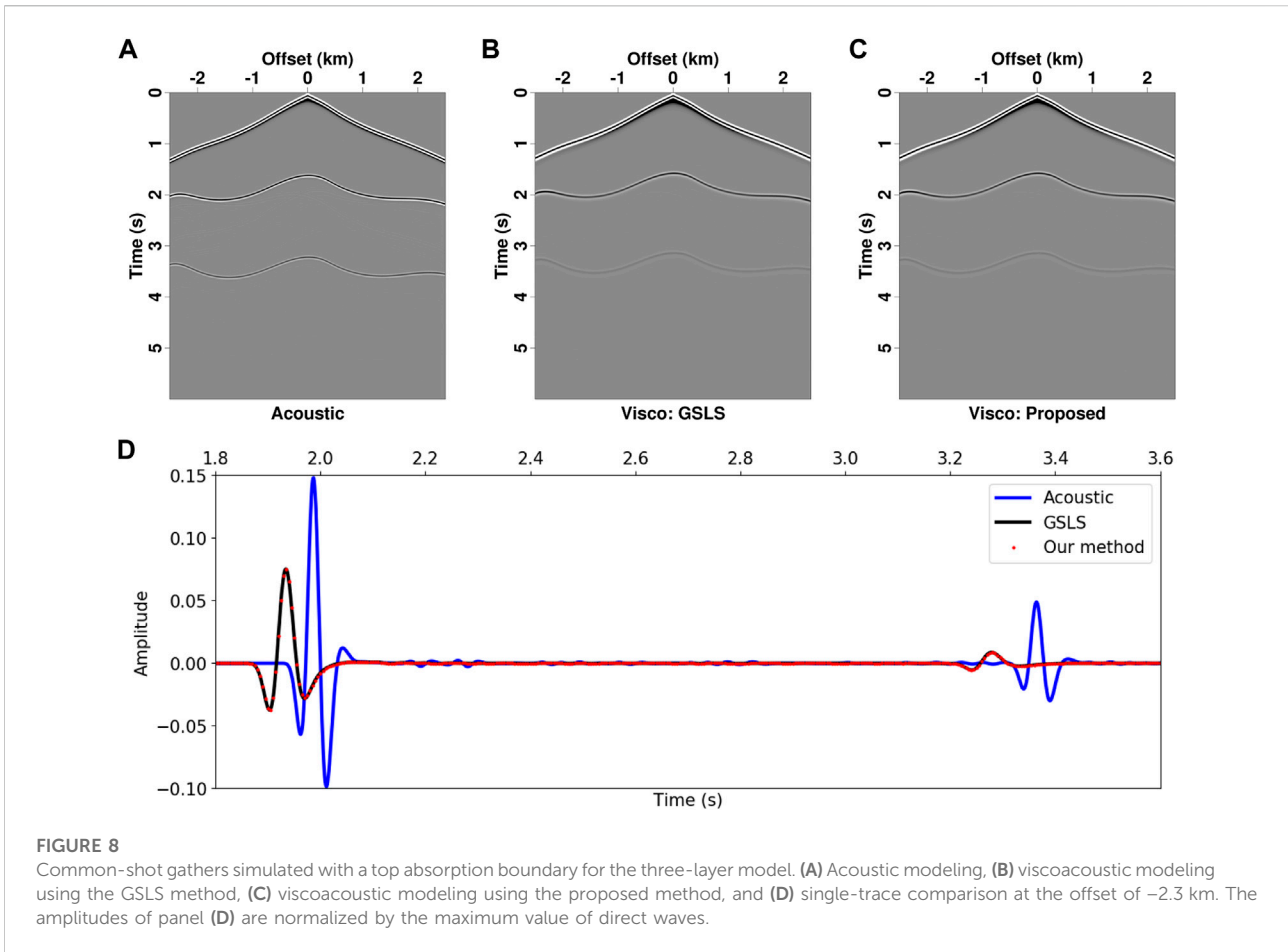 A
Offset (km)
-2 -1 0 1 2
0
1
2
3
4
5
Time (s)
Acoustic
B
Offset (km)
-2 -1 0 1 2
0
1
2
3
4
5
Time (s)
Visco: GSLS
C
Offset (km)
-2 -1 0 1 2
0
1
2
3
4
5
Time (s)
Visco: Proposed
D
1.8 2.0 2.2 2.4 2.6 2.8 3.0 3.2 3.4 3.6
0.15
0.10
0.05
0.00
−0.05
−0.10
Amplitude
Acoustic
GSLS
Our method
Time (s)
FIGURE 8
Common-shot gathers simulated with a top absorption boundary for the three-layer model. (A) Acoustic modeling, (B) viscoacoustic modeling
using the GSLS method, (C) viscoacoustic modeling using the proposed method, and (D) single-trace comparison at the offset of −2.3 km. The
amplitudes of panel (D) are normalized by the maximum value of direct waves.